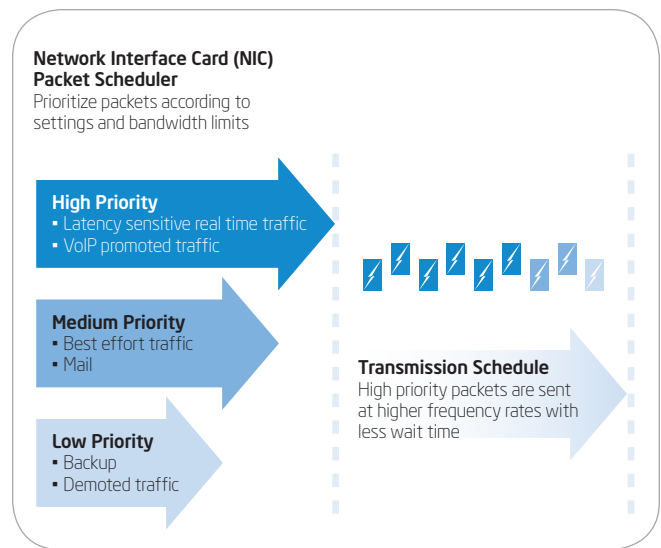 Network Interface Card (NIC)
Packet Scheduler
Prioritize packets according to
settings and bandwidth limits
High Priority
▪ Latency sensitive real time traffic
▪ VoIP promoted traffic
Medium Priority
▪ Best effort traffic
▪ Mail
Low Priority
▪ Backup
▪ Demoted traffic
Transmission Schedule
High priority packets are sent
at higher frequency rates with
less wait time